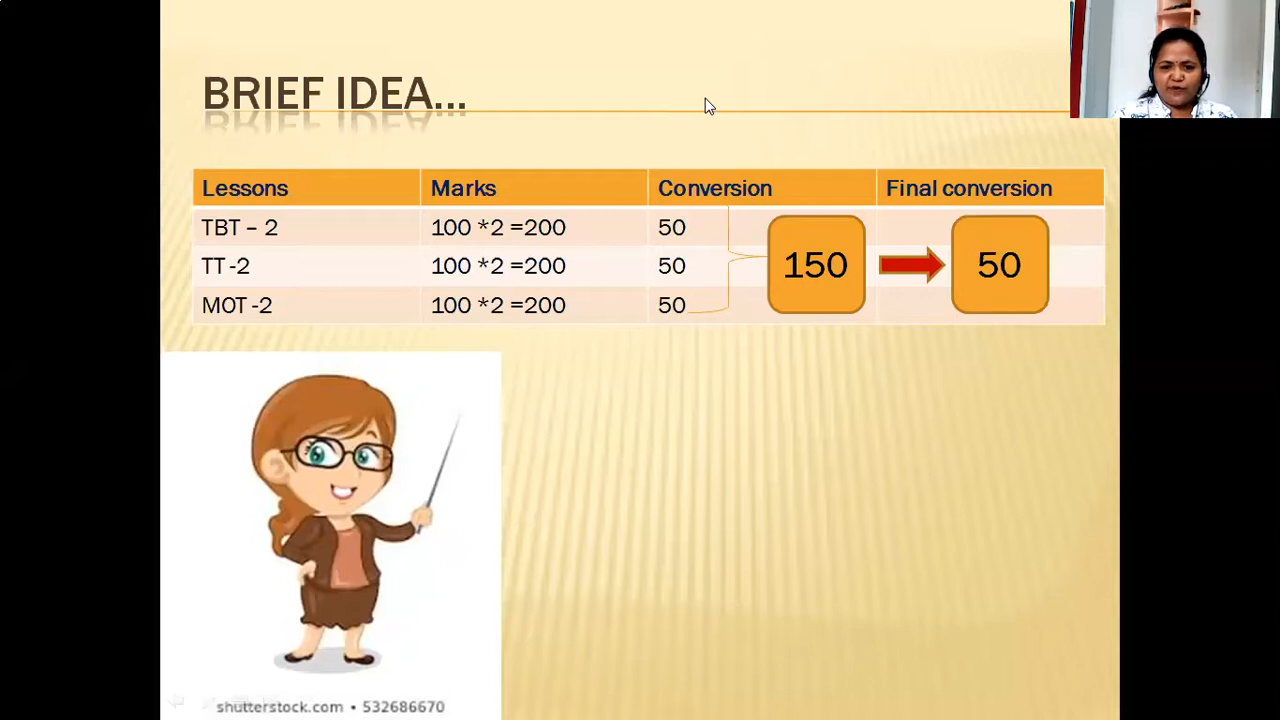 BRIEF IDEA...
Lessons Marks Conversion Final conversion
TBT – 2 100 *2 =200 50
TT -2 100 *2 =200 50
MOT -2 100 *2 =200 50
150 50
shutterstock.com • 532686670